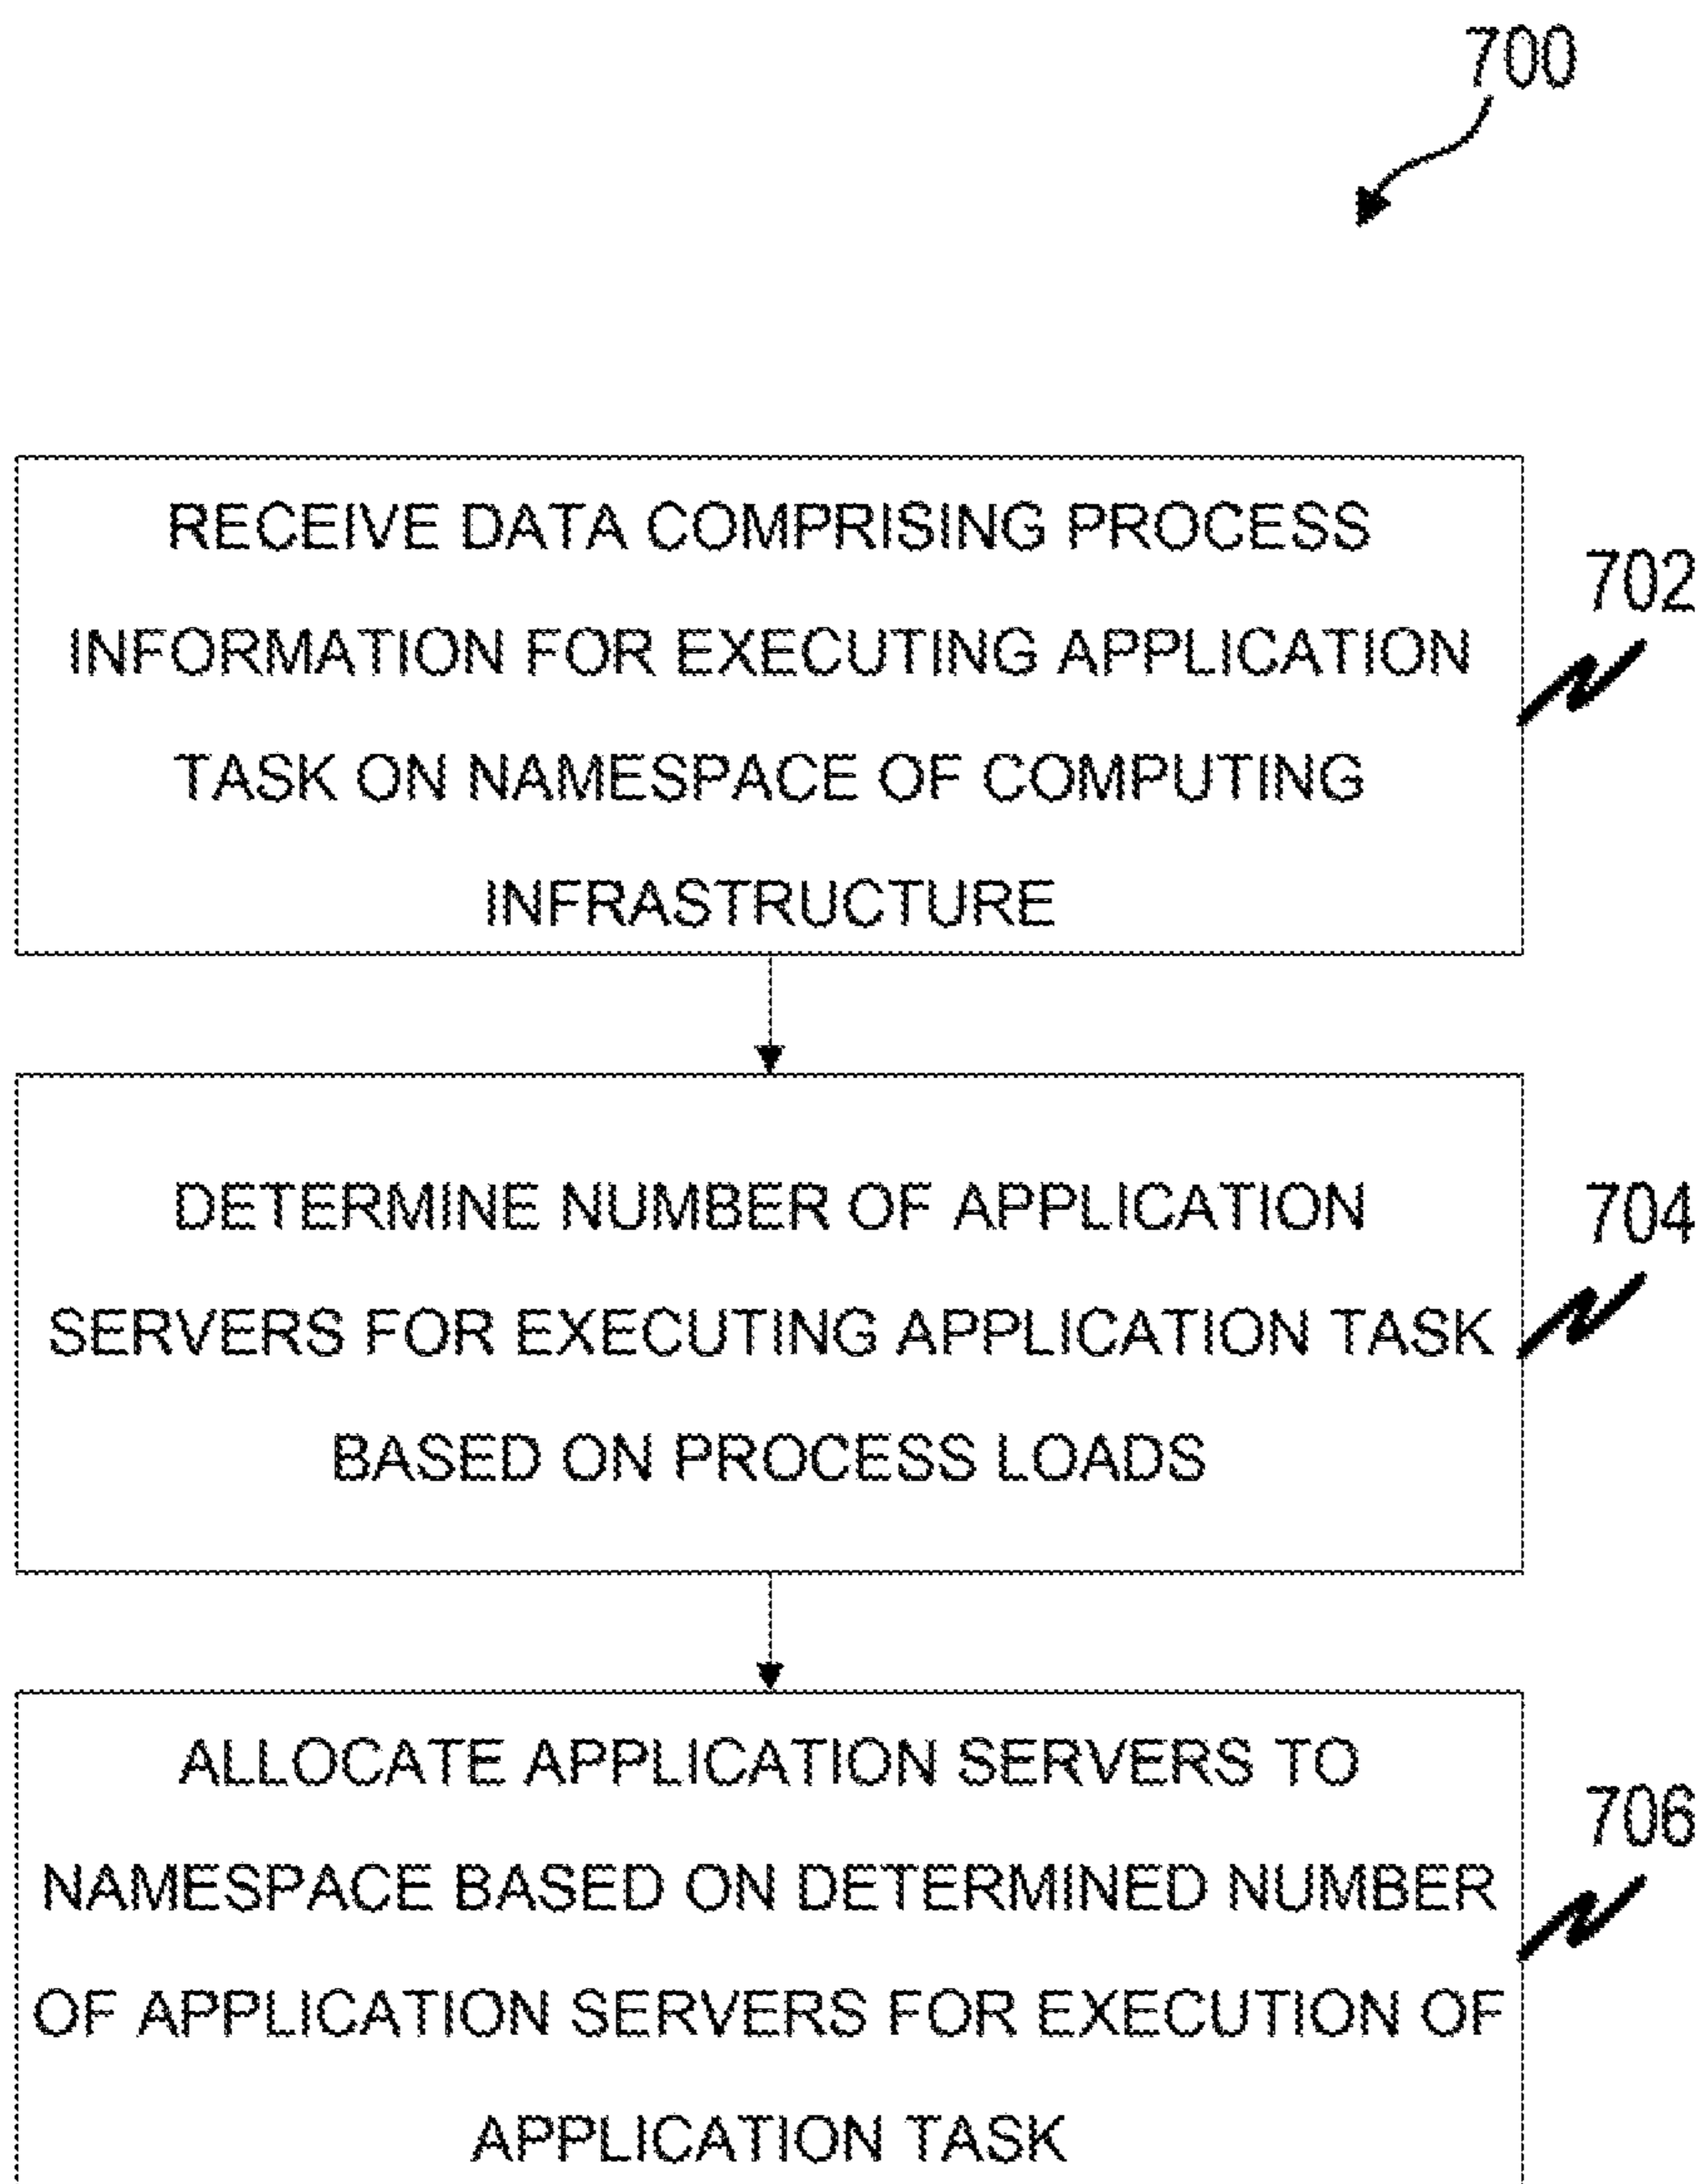 700
RECEIVE DATA COMPRISING PROCESS
INFORMATION FOR EXECUTING APPLICATION
TASK ON NAMESPACE OF COMPUTING
INFRASTRUCTURE
702
DETERMINE NUMBER OF APPLICATION
SERVERS FOR EXECUTING APPLICATION TASK
BASED ON PROCESS LOADS
704
ALLOCATE APPLICATION SERVERS TO
NAMESPACE BASED ON DETERMINED NUMBER
OF APPLICATION SERVERS FOR EXECUTION OF
APPLICATION TASK
706